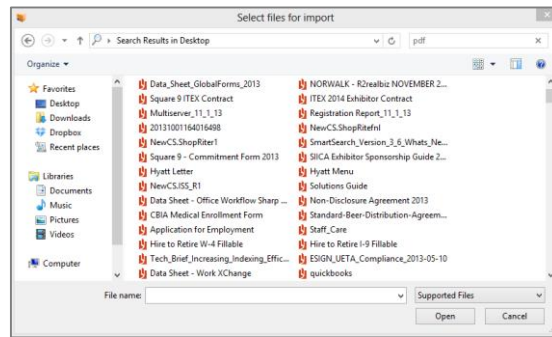 Select files for import
Search Results in Desktop
pdf
Organize
Favorites
Desktop
Downloads
Dropbox
Recent places
Libraries
Documents
Music
Pictures
Videos
Computer
Data_Sheet_GlobalForms_2013
Square 9 ITEX Contract
Multiserver_11_1_13
20131001164016498
NewCS.ShopRiter1
Square 9 - Commitment Form 2013
Hyatt Letter
NewCS.ISS_R1
Data Sheet - Office Workflow Sharp ...
CBIA Medical Enrollment Form
Application for Employment
Hire to Retire W-4 Fillable
Tech_Brief_Increasing_Indexing_Effic...
Data Sheet - Work XChange
NORWALK - R2realbiz NOVEMBER 2...
ITEX 2014 Exhibitor Contract
Registration Report_11_1_13
NewCS.ShopRitefnl
SmartSearch_Version_3_6_Whats_Ne...
SIICA Exhibitor Sponsorship Guide 2...
Hyatt Menu
Solutions Guide
Non-Disclosure Agreement 2013
Standard-Beer-Distribution-Agreem...
Staff_Care
Hire to Retire I-9 Fillable
ESIGN_UETA_Compliance_2013-05-10
quickbooks
File name:
Supported Files
Open
Cancel